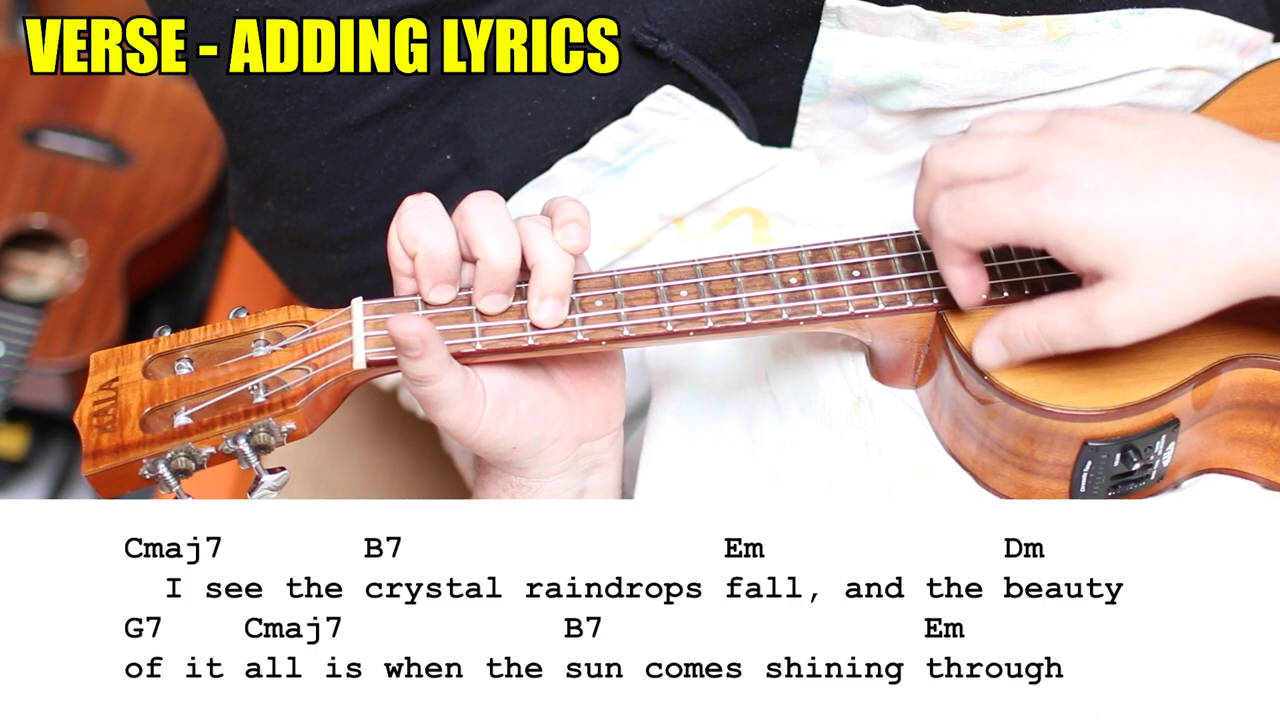 VERSE - ADDING LYRICS
KALA
Cmaj7 B7 Em Dm
I see the crystal raindrops fall, and the beauty
G7 Cmaj7 B7 Em
of it all is when the sun comes shining through